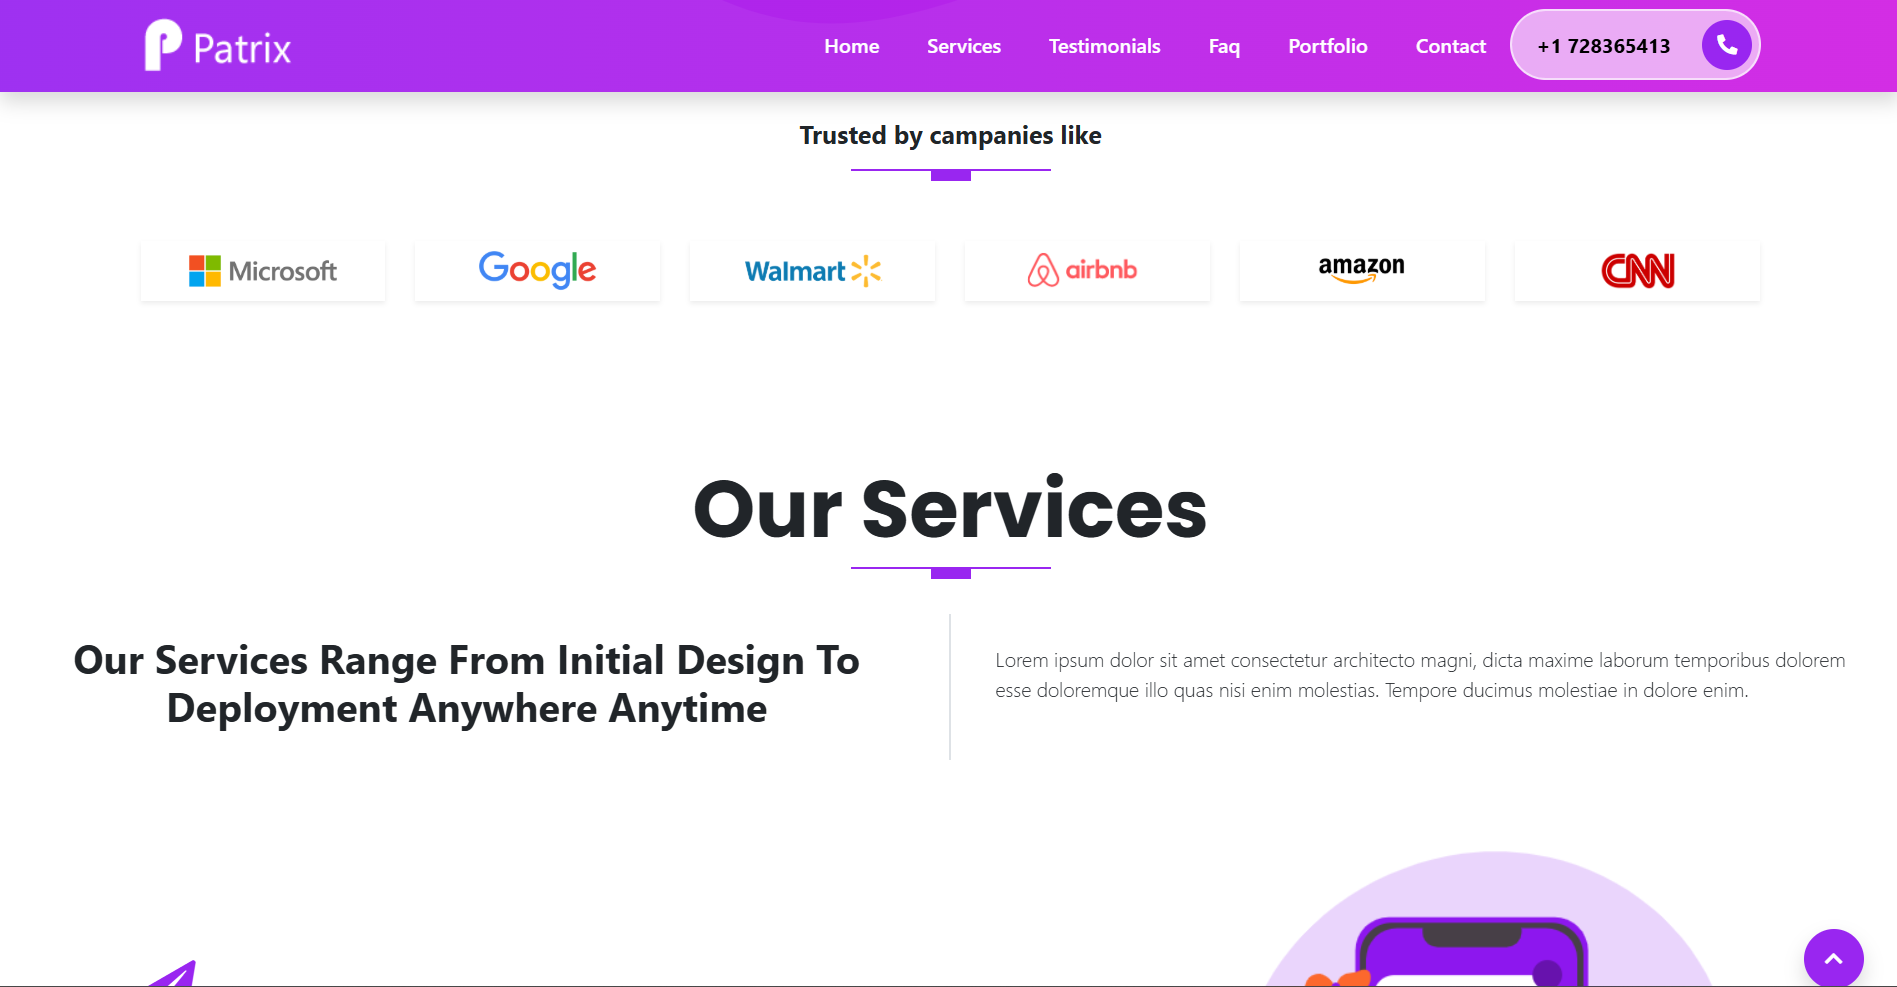 Patrix
Home Services Testimonials Faq Portfolio Contact +1 728365413
Trusted by companies like
Microsoft Google Walmart airbnb amazon CNN
Our Services
Our Services Range From Initial Design To
Deployment Anywhere Anytime
Lorem ipsum dolor sit amet consectetur architecto magni, dicta maxime laborum temporibus dolorem
esse doloremque illo quas nisi enim molestias. Tempore ducimus molestiae in dolore enim.